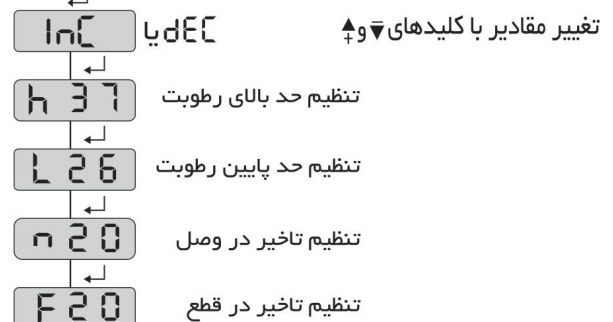 تغییر مقادیر با کلیدهای ▽ و △ InC یا dEC
h 37 تنظیم حد بالای رطوبت
L 26 تنظیم حد پایین رطوبت
n 20 تنظیم تاخیر در وصل
F 20 تنظیم تاخیر در قطع